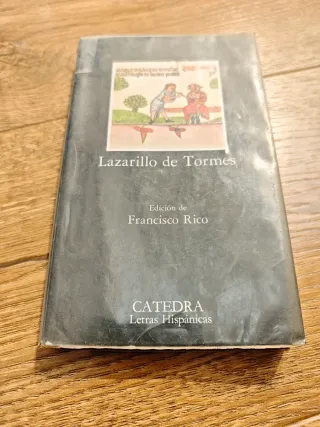 Lazarillo de Tormes
Edición de
Francisco Rico
CATEDRA
Letras Hispánicas